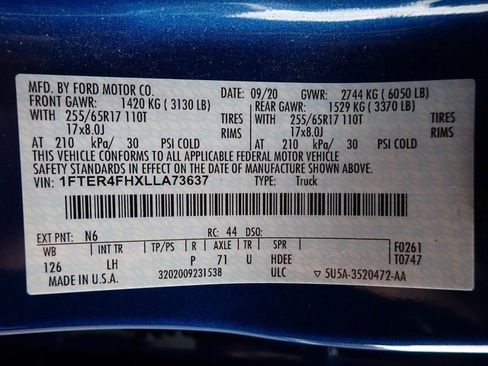 MFD. BY FORD MOTOR CO. DATE: 09/20 GVWR: 2744 KG ( 6050 LB)
FRONT GAWR: 1420 KG ( 3130 LB) REAR GAWR: 1529 KG ( 3370 LB)
WITH 255/65R17 110T TIRES WITH 255/65R17 110T TIRES
17x8.0J RIMS 17x8.0J RIMS
AT 210 kPa/ 30 PSI COLD AT 210 kPa/ 30 PSI COLD
THIS VEHICLE CONFORMS TO ALL APPLICABLE FEDERAL MOTOR VEHICLE
SAFETY STANDARDS IN EFFECT ON THE DATE OF MANUFACTURE SHOWN ABOVE.
VIN: 1FTER4FHXLLA73637 TYPE: Truck
EXT PNT: N6 RC: 44 DSO:
WB INT TR TP/PS R AXLE TR SPR F0261
126 LH P 71 U HDEE T0747
MADE IN U.S.A. 3202009231538 ULC 5U5A-3520472-AA